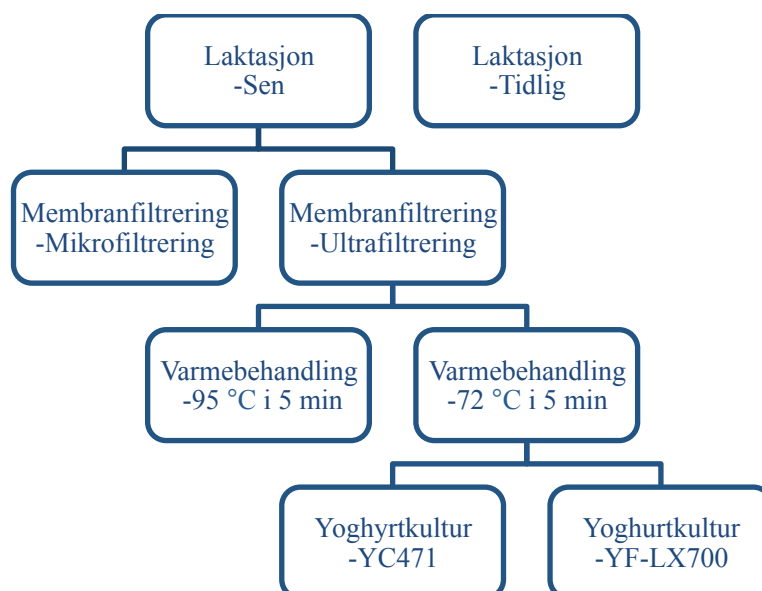 Laktasjon
-Sen
Laktasjon
-Tidlig
Membranfiltrering
-Mikrofiltrering
Membranfiltrering
-Ultrafiltrering
Varmebehandling
-95 °C i 5 min
Varmebehandling
-72 °C i 5 min
Yoghyrtkultur
-YC471
Yoghurtkultur
-YF-LX700